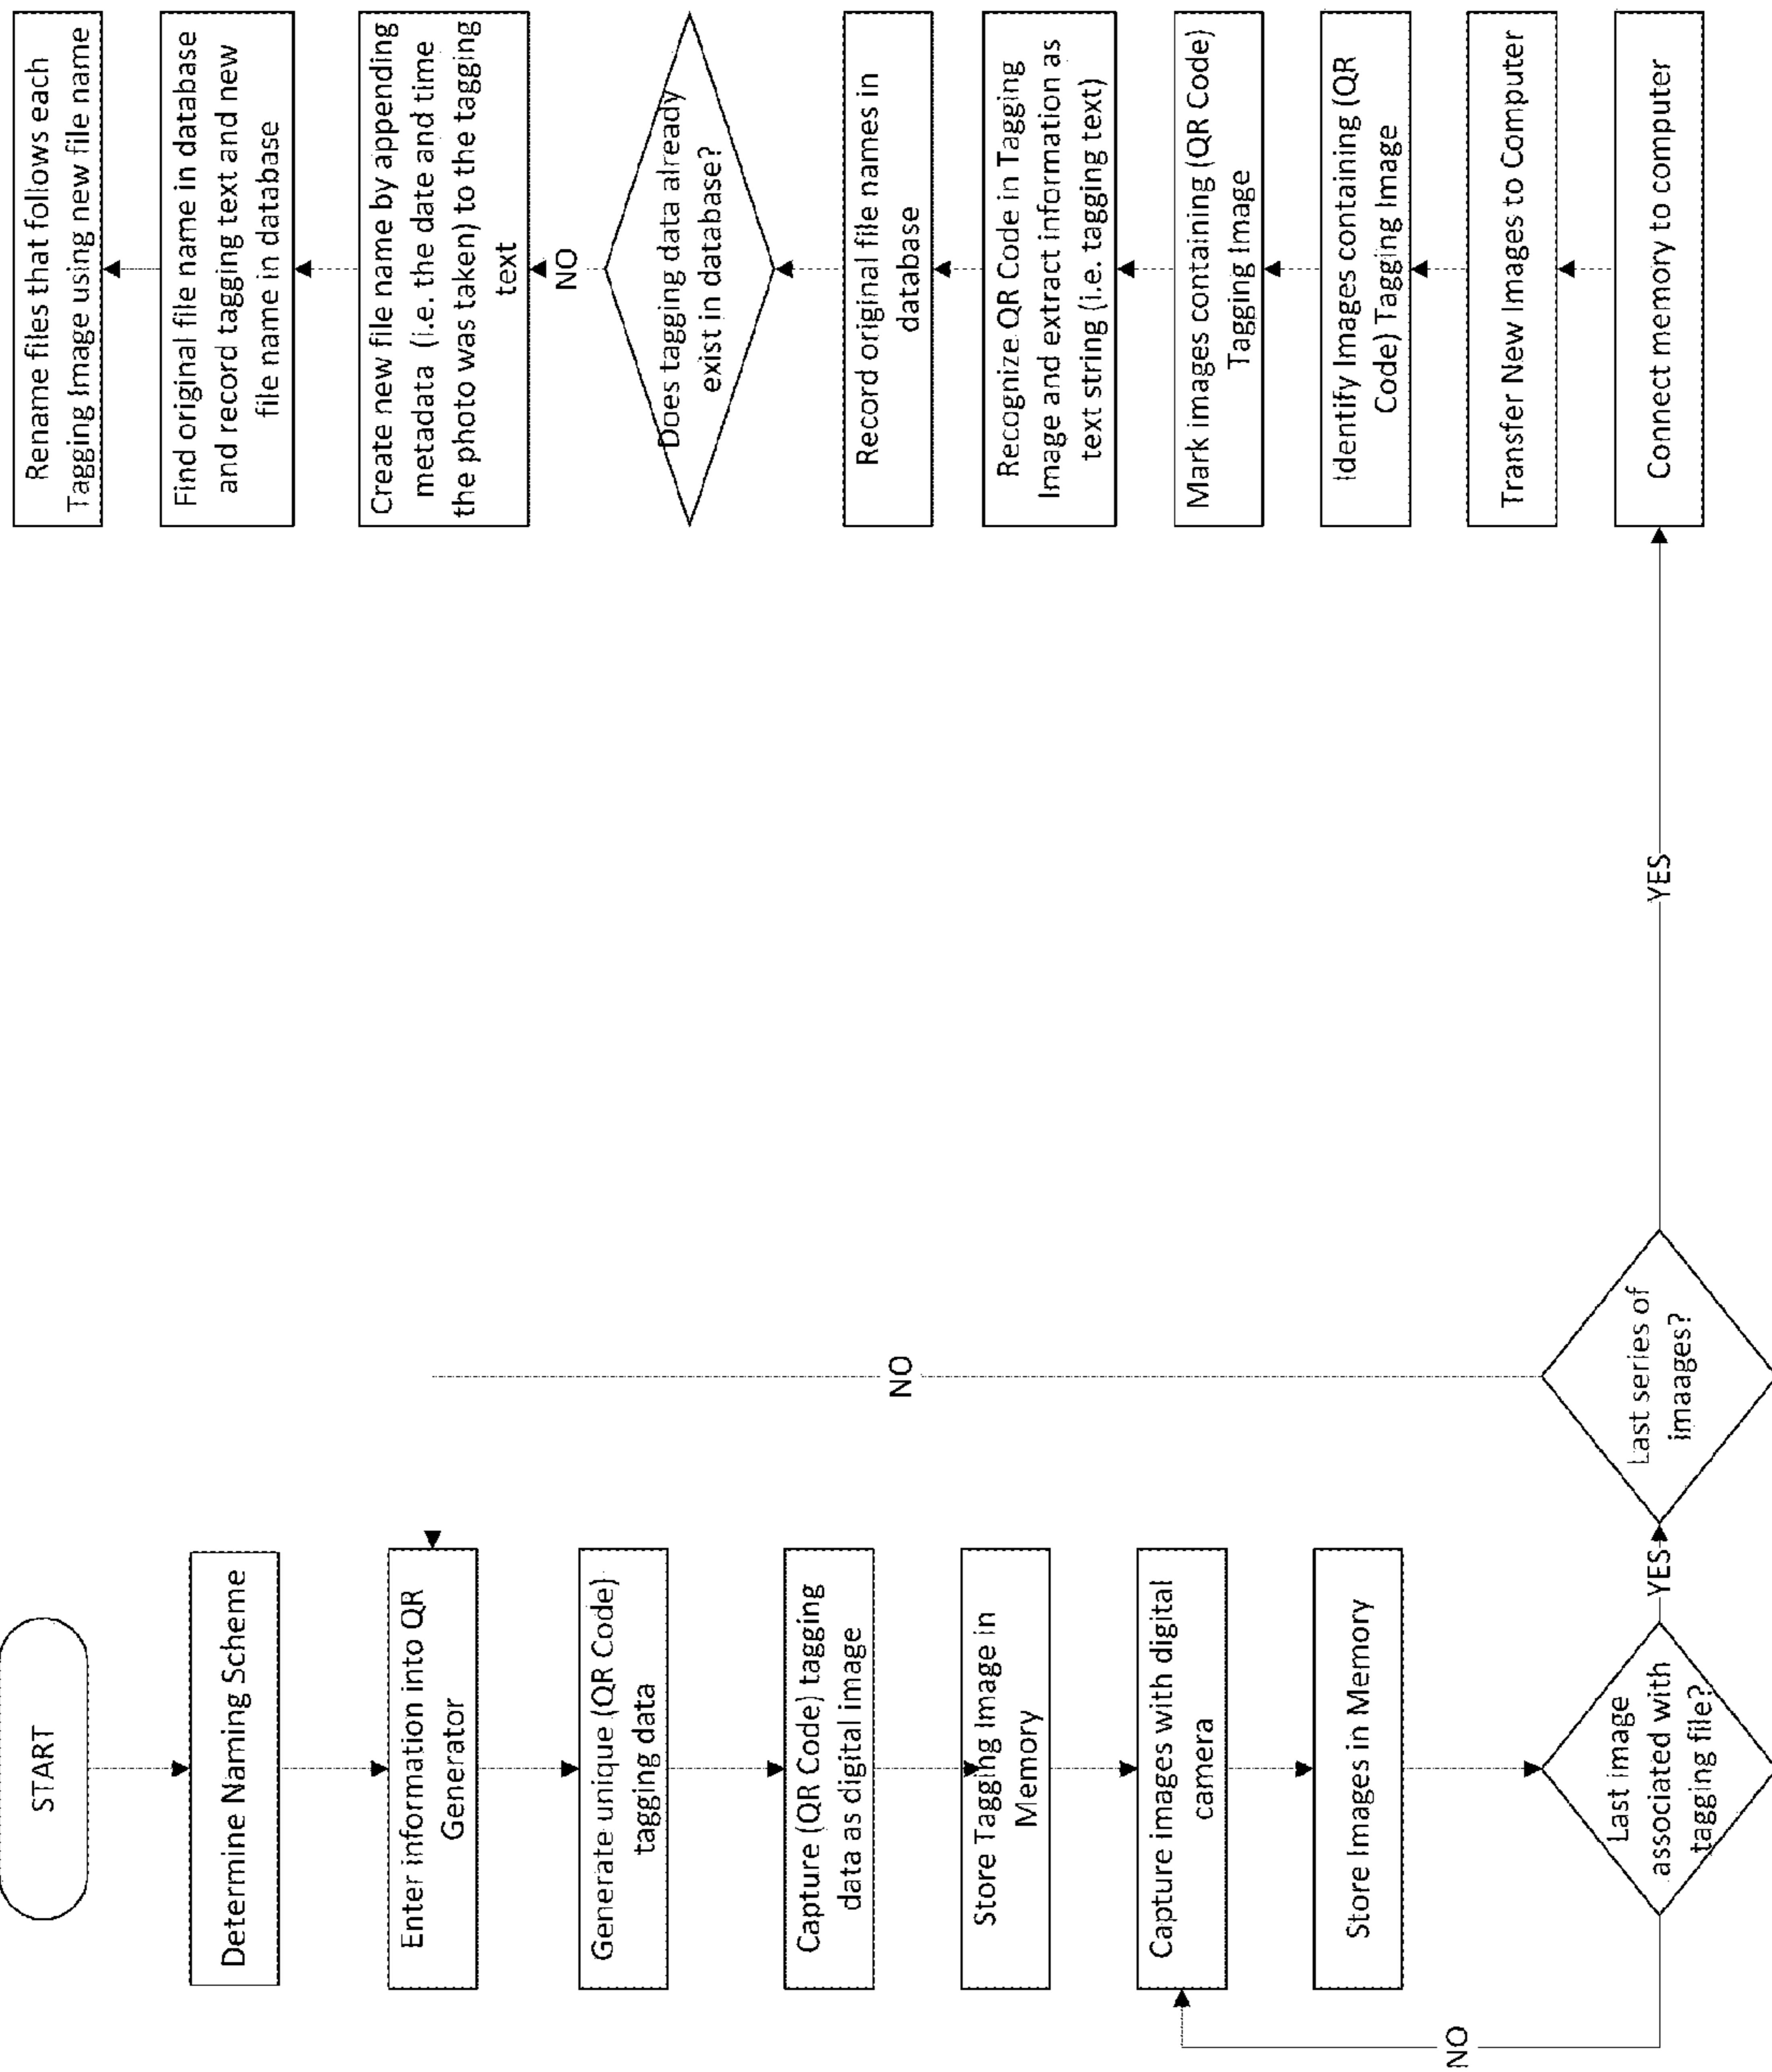 START
Determine Naming Scheme
Enter information into QR
Generator
Generate unique (QR Code)
tagging data
Capture (QR Code) tagging
data as digital image
Store Tagging Image in
Memory
Capture images with digital
camera
Store Images in Memory
Last image
associated with
tagging file?
NO
YES
Last series of
imaages?
NO
YES
Connect memory to computer
Transfer New Images to Computer
Identify Images containing (QR
Code) Tagging Image
Mark images containing (QR Code)
Tagging Image
Recognize QR Code in Tagging
Image and extract information as
text string (i.e. tagging text)
Record original file names in
database
Does tagging data already
exist in database?
NO
Create new file name by appending
metadata (i.e. the date and time
the photo was taken) to the tagging
text
Find original file name in database
and record tagging text and new
file name in database
Rename files that follows each
Tagging Image using new file name